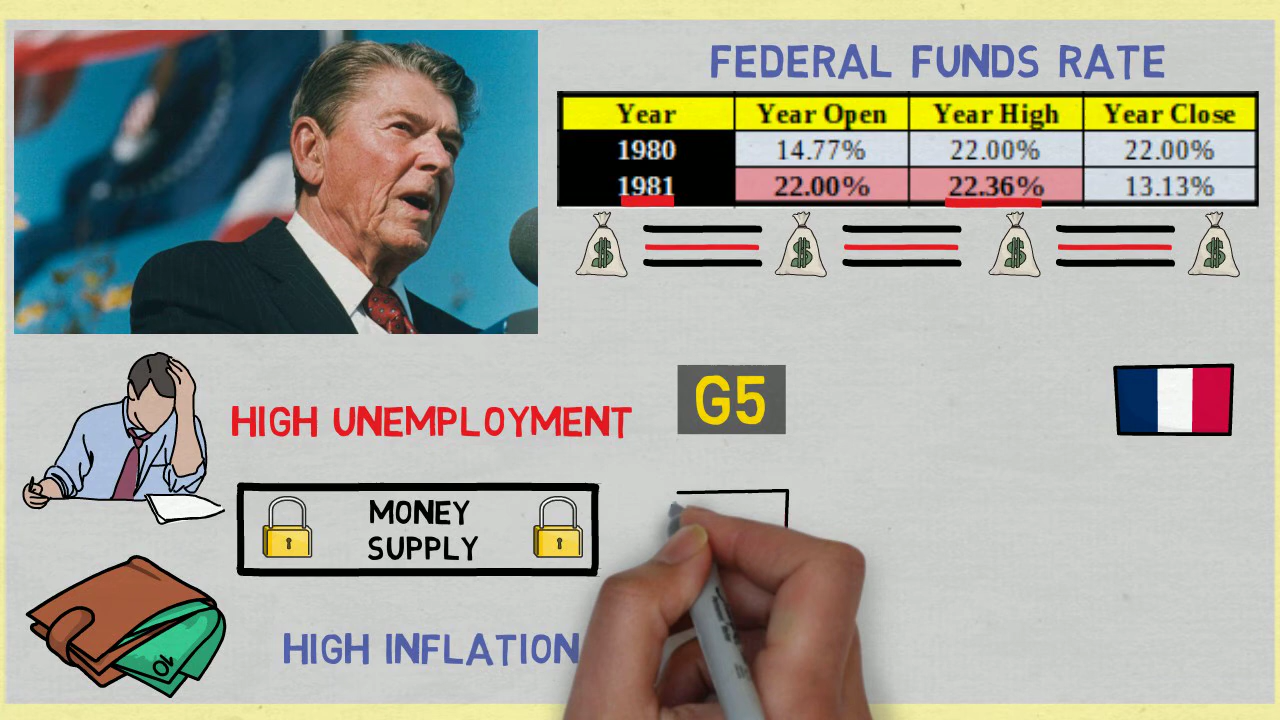 FEDERAL FUNDS RATE
Year Year Open Year High Year Close
1980 14.77% 22.00% 22.00%
1981 22.00% 22.36% 13.13%
$ $ $ $
HIGH UNEMPLOYMENT
G5
MONEY
SUPPLY
10
HIGH INFLATION